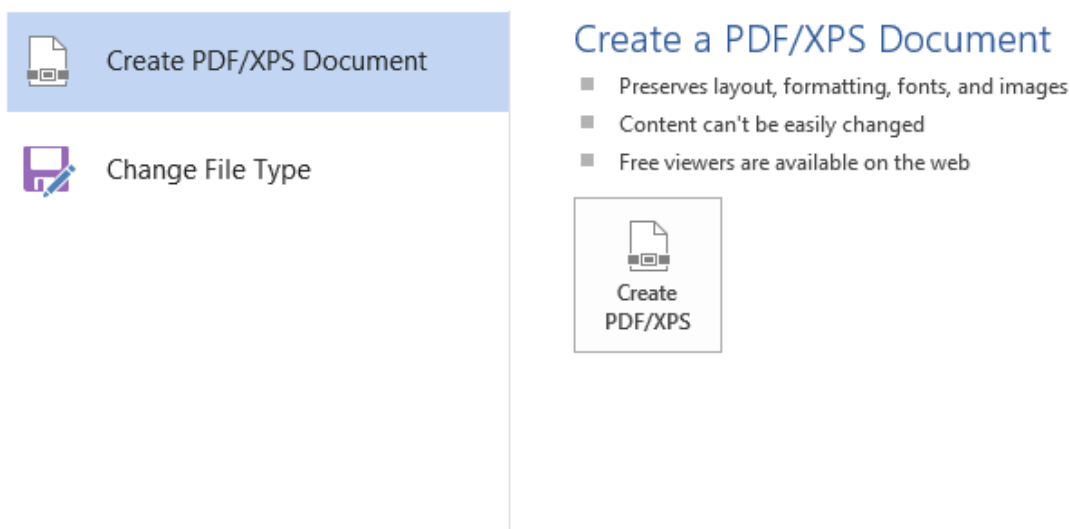 Create PDF/XPS Document
Change File Type
Create a PDF/XPS Document
Preserves layout, formatting, fonts, and images
Content can't be easily changed
Free viewers are available on the web
Create
PDF/XPS